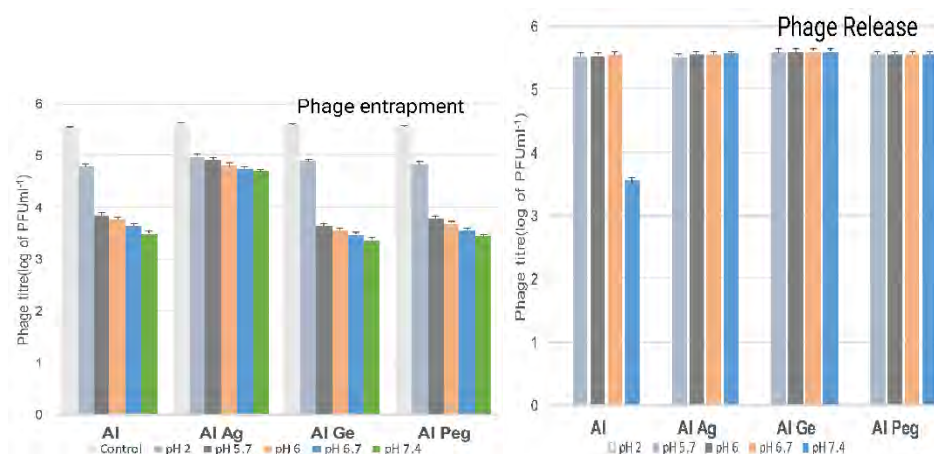 Phage entrapment
Phage titre(log of PFUml-1)
6
5
4
3
2
1
0
Al
Al Ag
Al Ge
Al Peg
Control pH 2 pH 5.7 pH 6 pH 6.7 pH 7.4
Phage Release
Phage titre(log of PFUml-1)
6
5
4
3
2
1
0
Al
Al Ag
Al Ge
Al Peg
pH 2 pH 5.7 pH 6 pH 6.7 pH 7.4